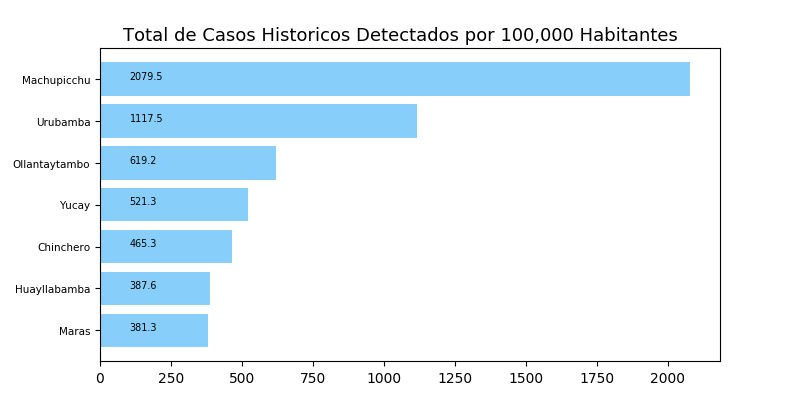 Total de Casos Historicos Detectados por 100,000 Habitantes
Machupicchu 2079.5
Urubamba 1117.5
Ollantaytambo 619.2
Yucay 521.3
Chinchero 465.3
Huayllabamba 387.6
Maras 381.3
0 250 500 750 1000 1250 1500 1750 2000